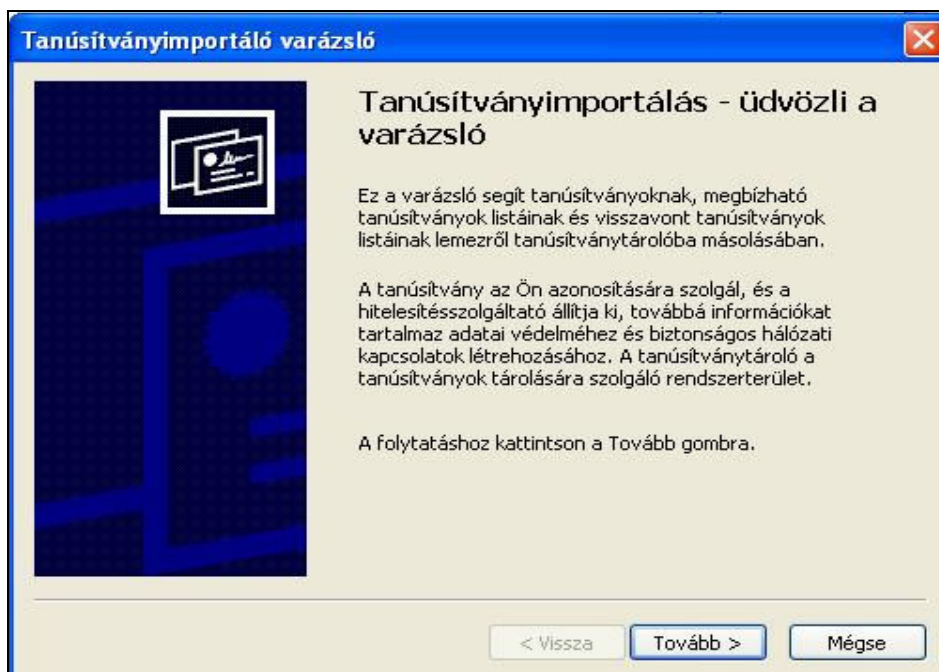 Tanúsítványimportáló varázsló
Tanúsítványimportálás - üdvözli a
varázsló
Ez a varázsló segít tanúsítványoknak, megbízható
tanúsítványok listáinak és visszavont tanúsítványok
listáinak lemezről tanúsítványtárolóba másolásában.
A tanúsítvány az Ön azonosítására szolgál, és a
hitelesítésszolgáltató állítja ki, továbbá információkat
tartalmaz adatai védelméhez és biztonságos hálózati
kapcsolatok létrehozásához. A tanúsítványtároló a
tanúsítványok tárolására szolgáló rendszerterület.
A folytatáshoz kattintson a Tovább gombra.
< Vissza Tovább > Mégse